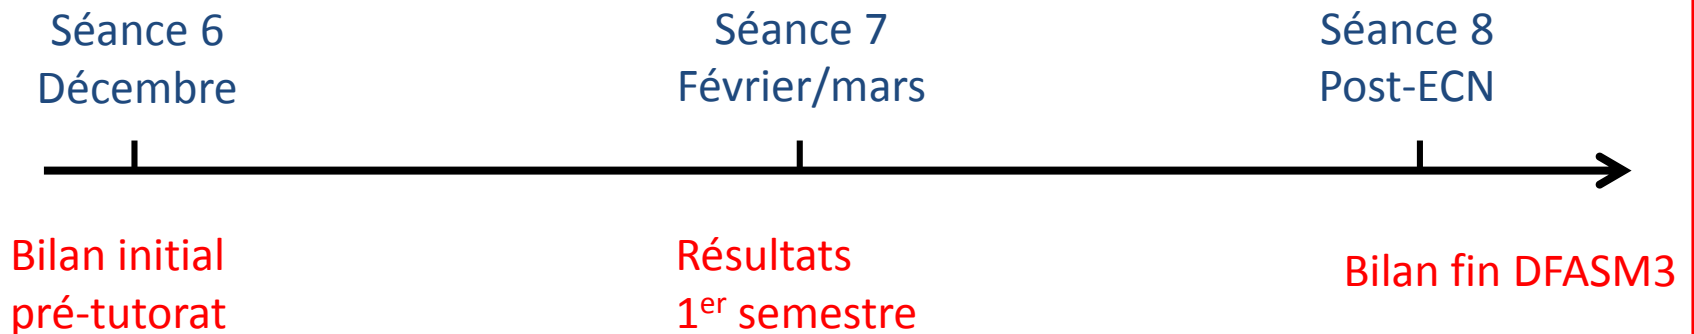 Séance 6
Décembre
Séance 7
Février/mars
Séance 8
Post-ECN
Bilan initial
pré-tutorat
Résultats
1er semestre
Bilan fin DFASM3